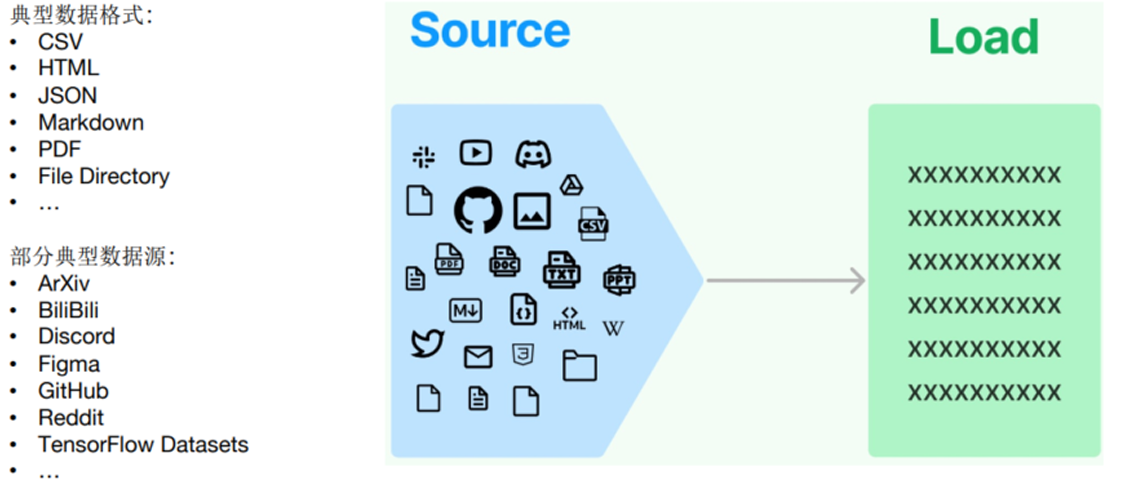 典型数据格式：
• CSV
• HTML
• JSON
• Markdown
• PDF
• File Directory
• …
部分典型数据源：
• ArXiv
• BiliBili
• Discord
• Figma
• GitHub
• Reddit
• TensorFlow Datasets
• …
Source
Load
CSV
PDF
DOC
TXT
PPT
M
{}
<>
HTML
W
3
XXXXXXXXXX
XXXXXXXXXX
XXXXXXXXXX
XXXXXXXXXX
XXXXXXXXXX
XXXXXXXXXX